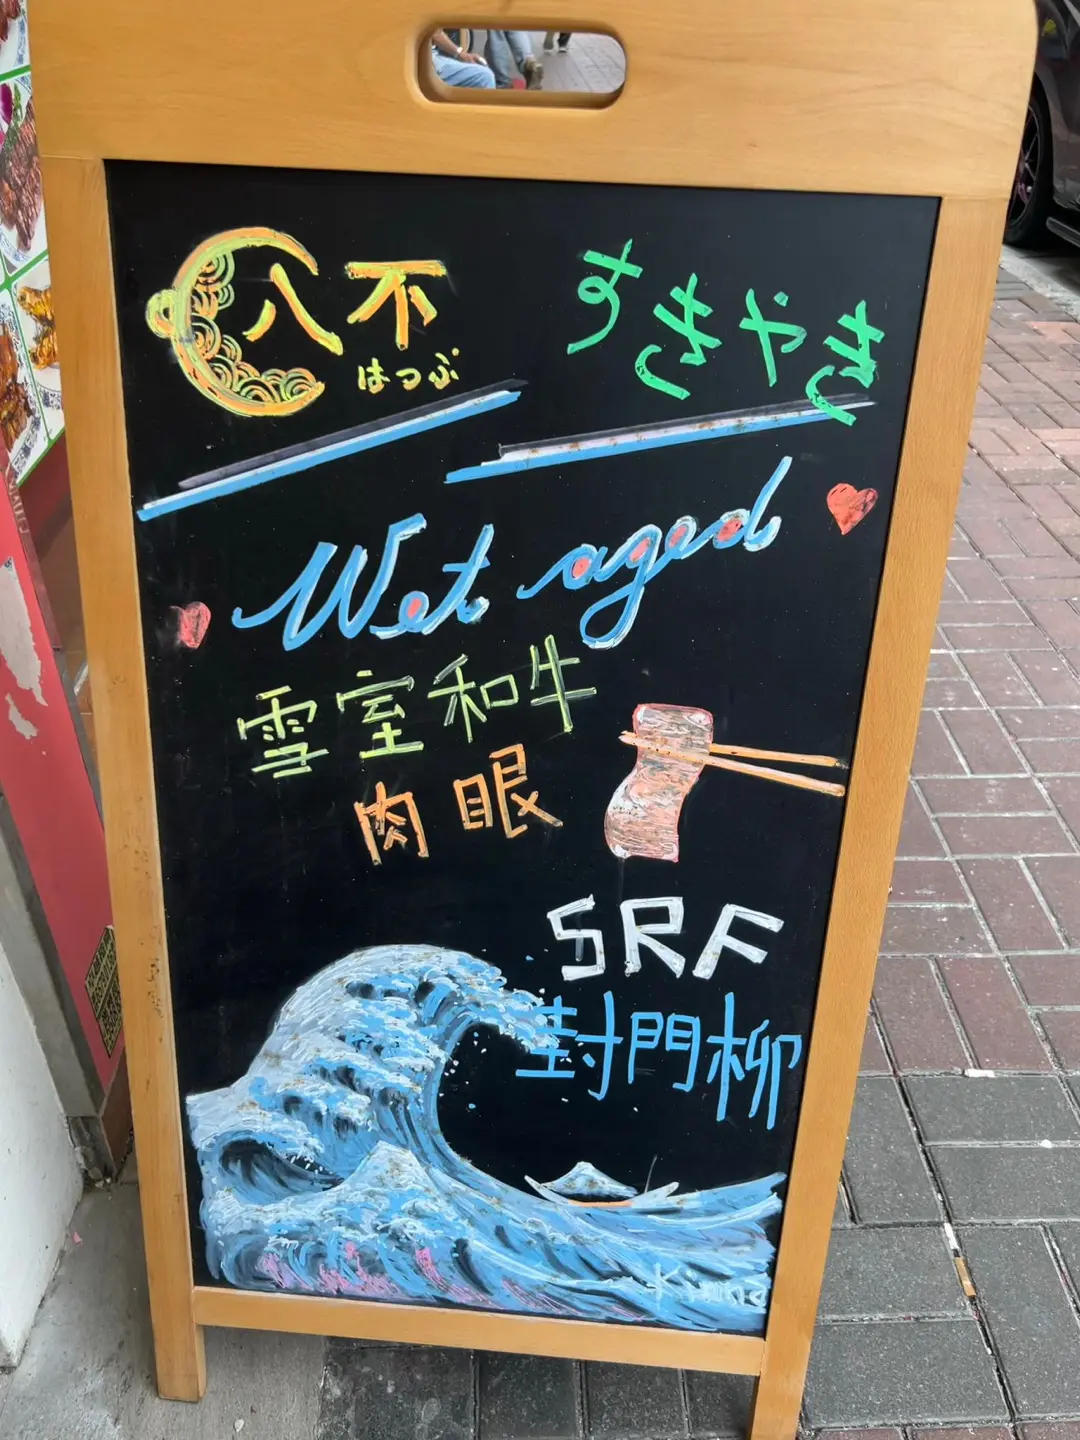 八不
はつぶ
すきやき
Wet aged
雪室和牛
肉眼
SRF
封門柳